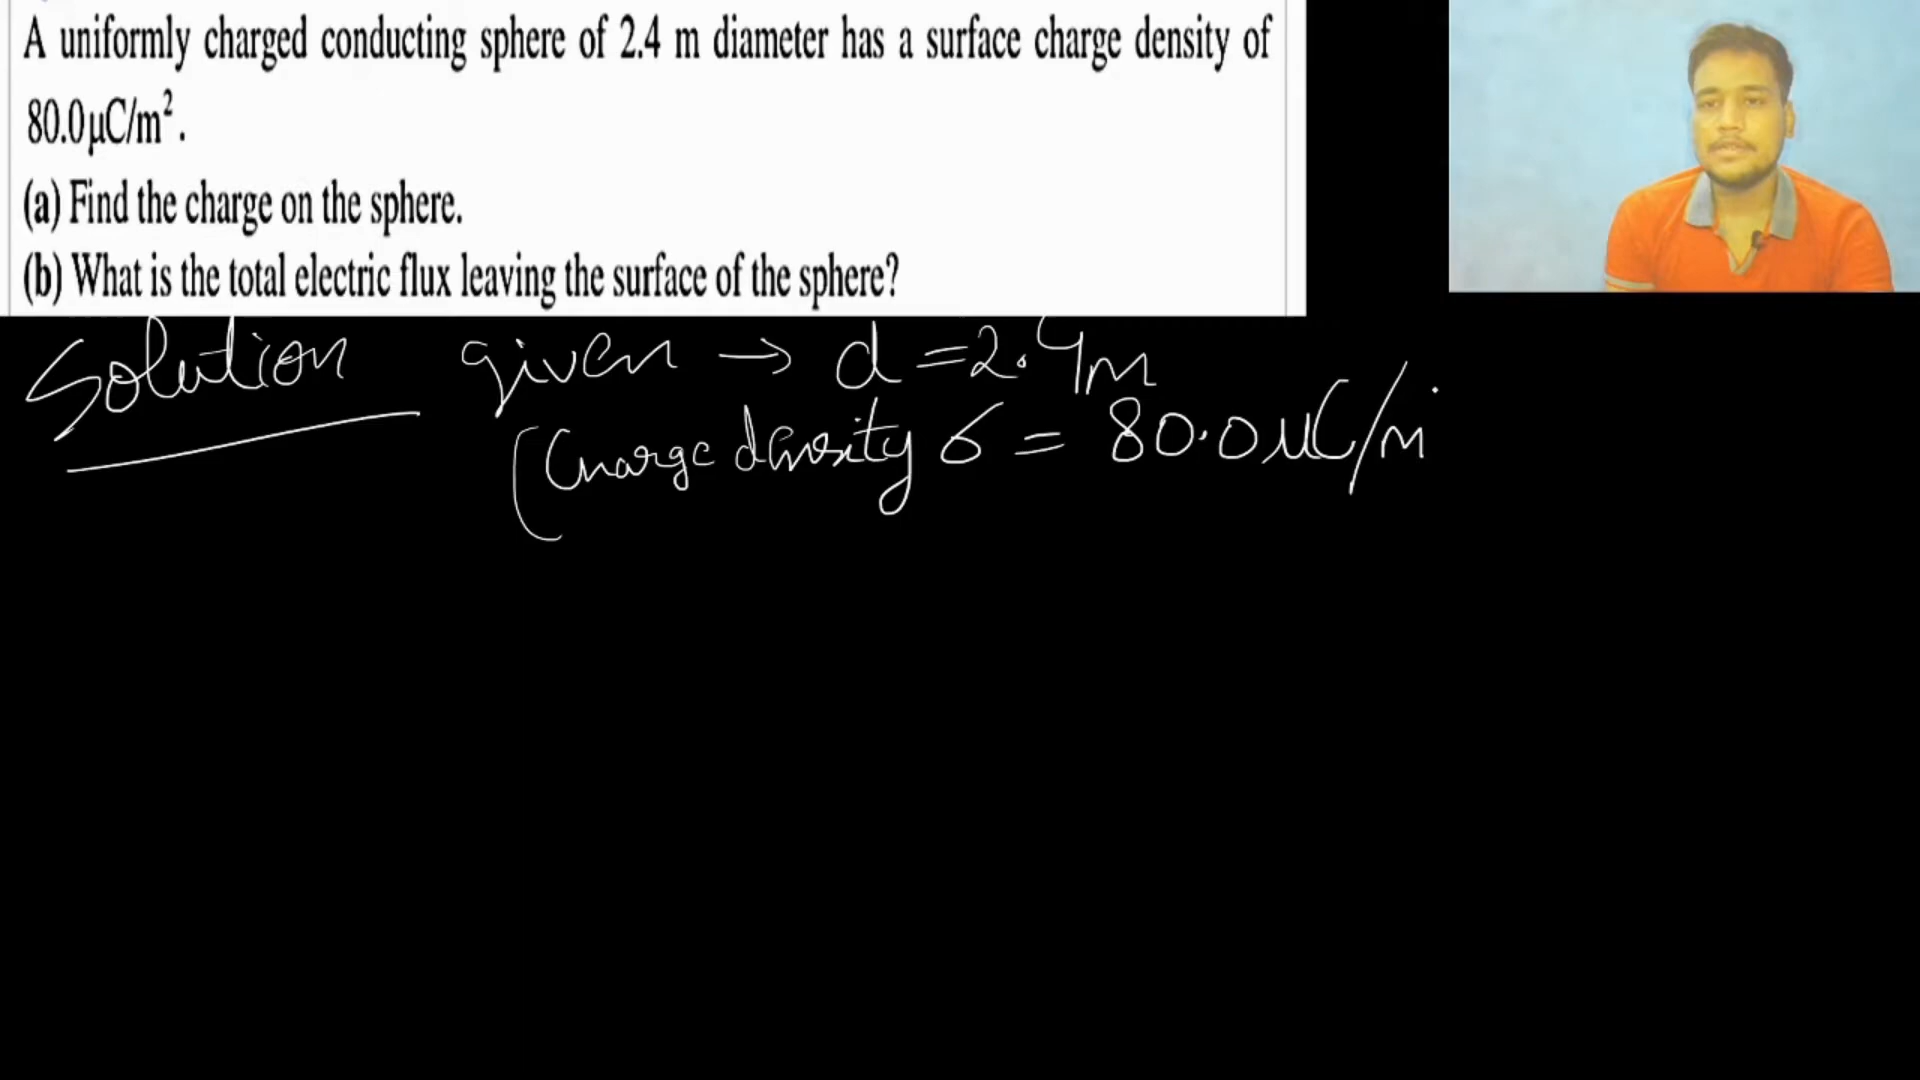 A uniformly charged conducting sphere of 2.4 m diameter has a surface charge density of
80.0μC/m².
(a) Find the charge on the sphere.
(b) What is the total electric flux leaving the surface of the sphere?
Solution given → d = 2.4m
(Charge density σ = 80.0 μC/m